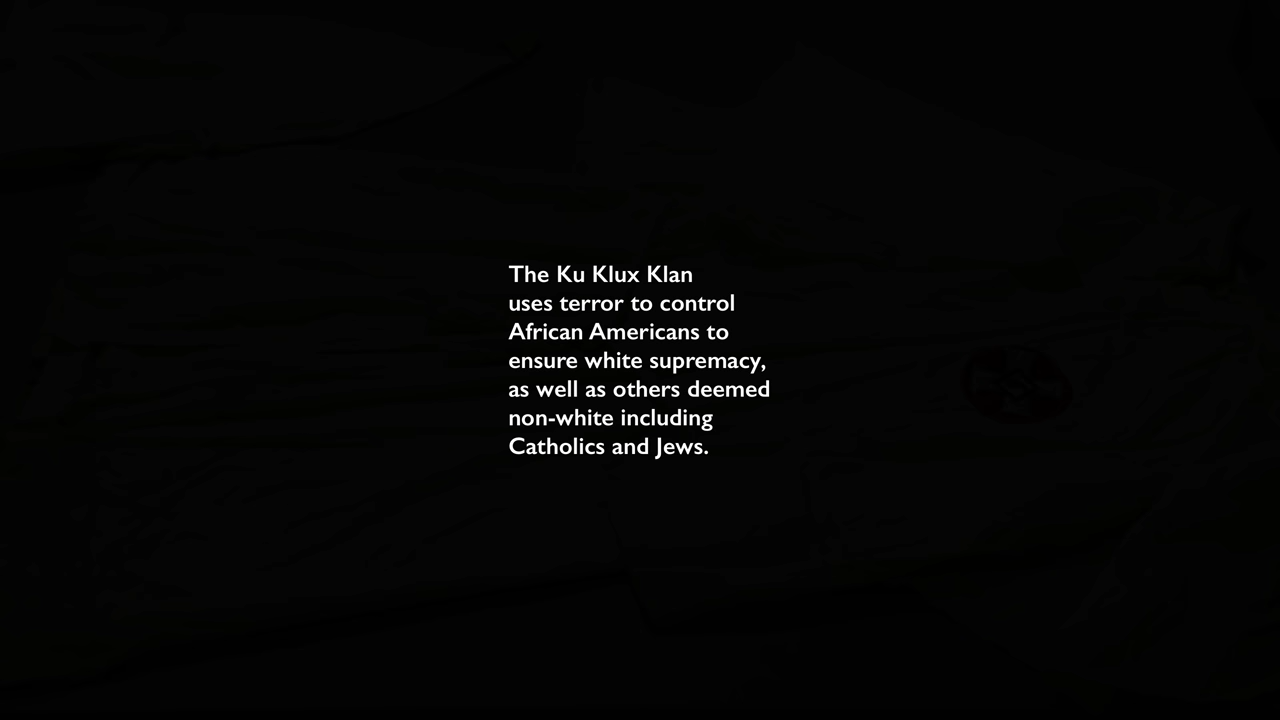 The Ku Klux Klan
uses terror to control
African Americans to
ensure white supremacy,
as well as others deemed
non-white including
Catholics and Jews.